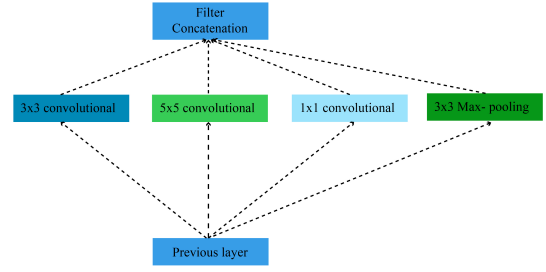 Filter
Concatenation
3x3 convolutional
5x5 convolutional
1x1 convolutional
3x3 Max- pooling
Previous layer